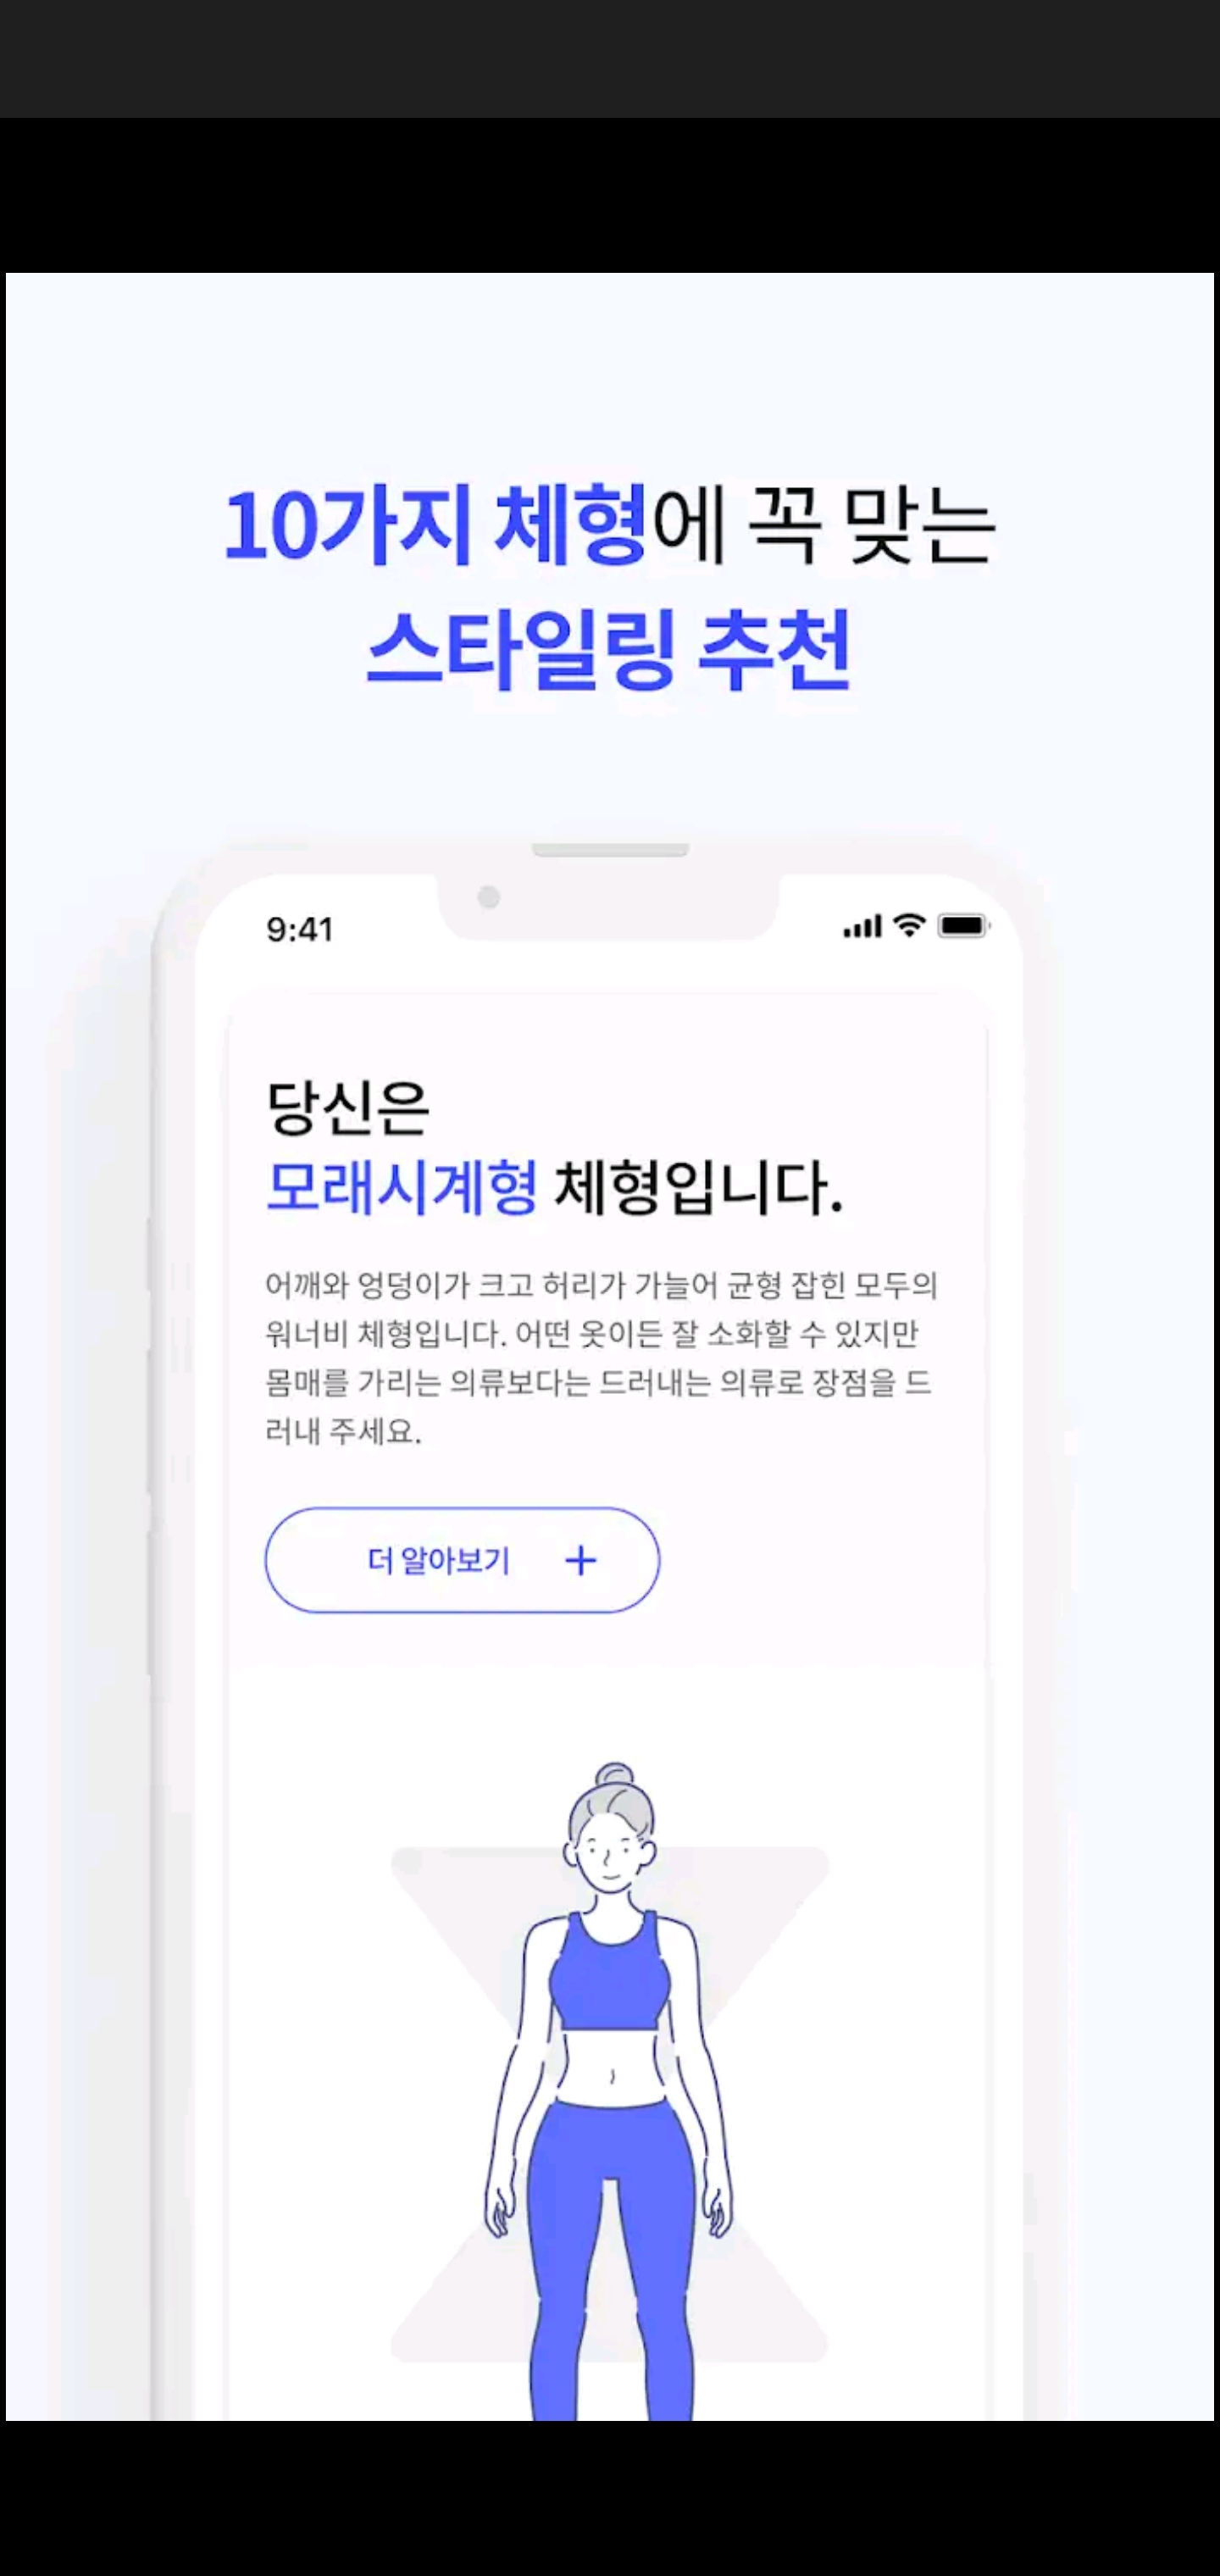 10가지 체형에 꼭 맞는
스타일링 추천
9:41
당신은
모래시계형 체형입니다.
어깨와 엉덩이가 크고 허리가 가늘어 균형 잡힌 모두의
워너비 체형입니다. 어떤 옷이든 잘 소화할 수 있지만
몸매를 가리는 의류보다는 드러내는 의류로 장점을 드
러내 주세요.
더 알아보기 +